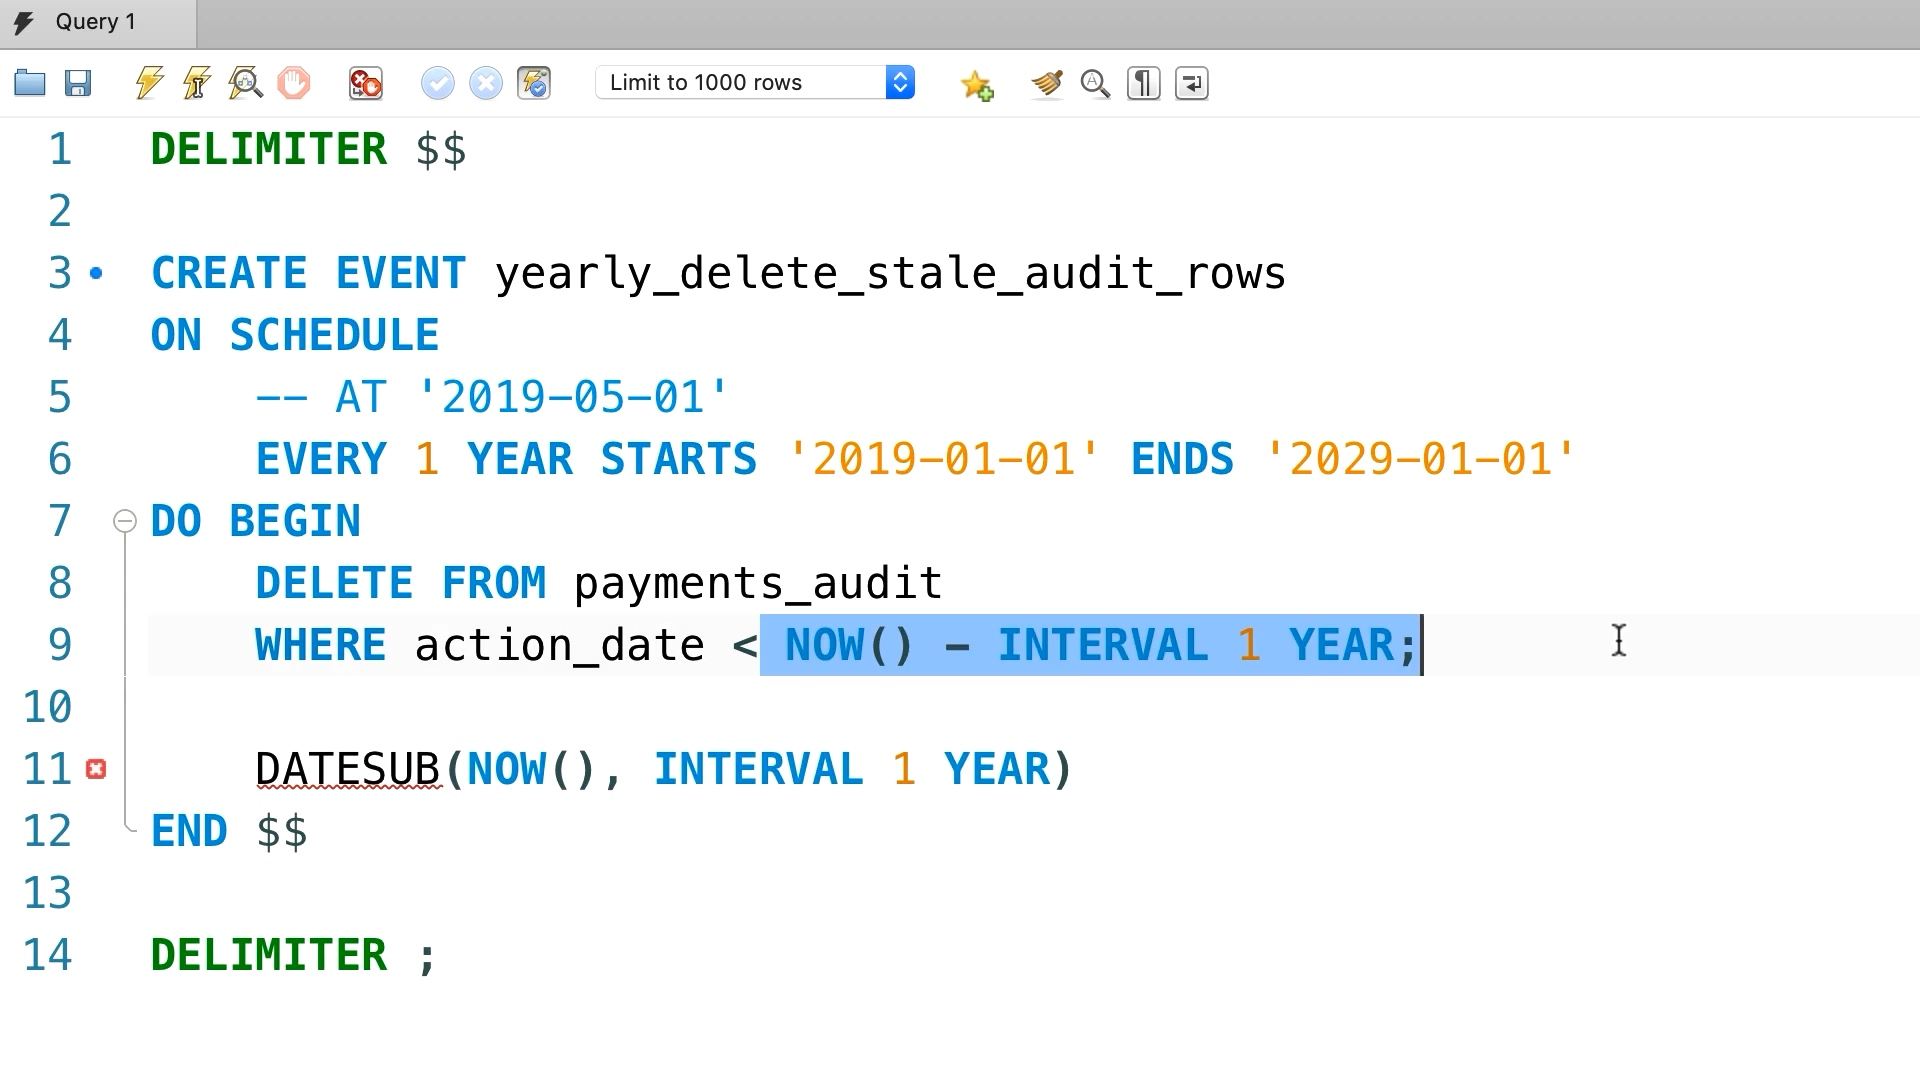 Query 1
Limit to 1000 rows
1 DELIMITER $$
2
3 CREATE EVENT yearly_delete_stale_audit_rows
4 ON SCHEDULE
5     -- AT '2019-05-01'
6     EVERY 1 YEAR STARTS '2019-01-01' ENDS '2029-01-01'
7 DO BEGIN
8     DELETE FROM payments_audit
9     WHERE action_date < NOW() - INTERVAL 1 YEAR;
10
11     DATESUB(NOW(), INTERVAL 1 YEAR)
12 END $$
13
14 DELIMITER ;